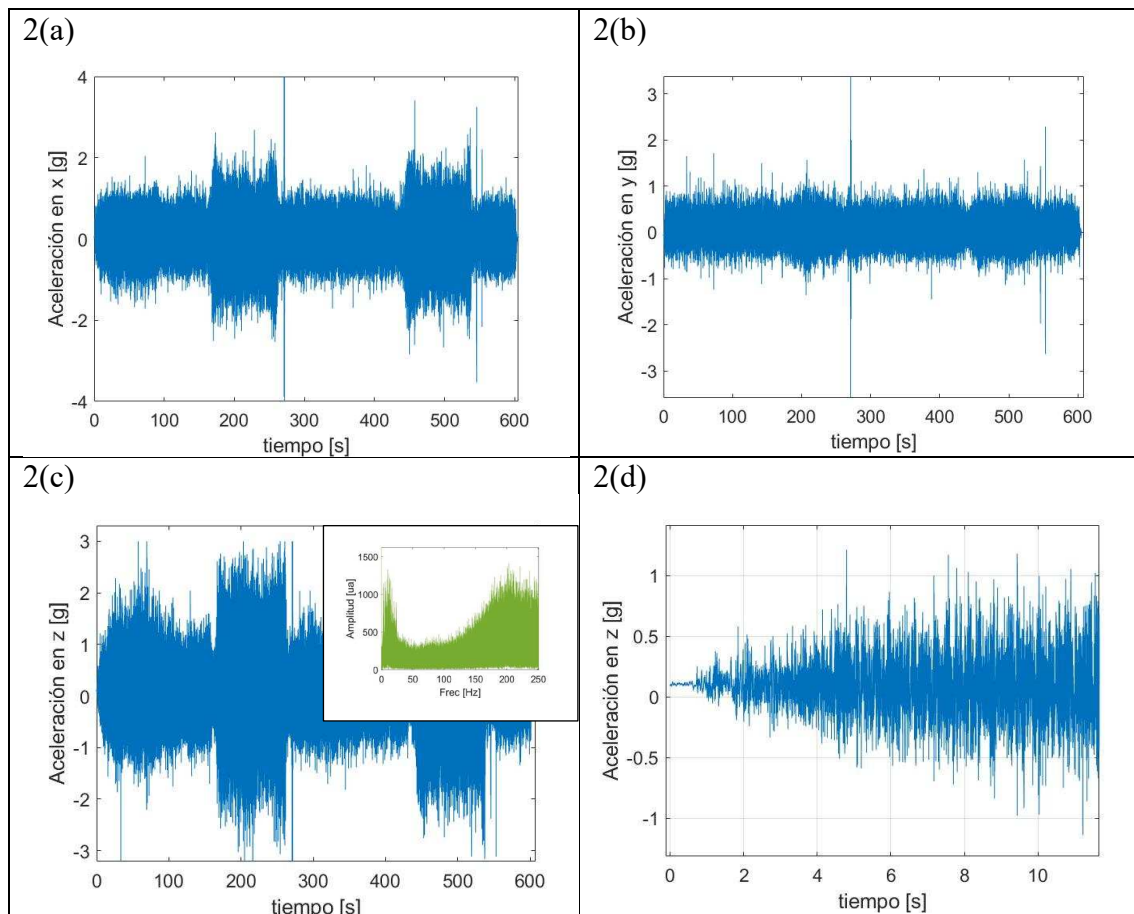 2(a)
Aceleración en x [g]
4
2
0
-2
-4
0 100 200 300 400 500 600
tiempo [s]
2(b)
Aceleración en y [g]
3
2
1
0
-1
-2
-3
0 100 200 300 400 500 600
tiempo [s]
2(c)
Aceleración en z [g]
3
2
1
0
-1
-2
-3
0 100 200 300 400 500 600
tiempo [s]
Amplitud [ua]
1500
1000
500
0
0 50 100 150 200 250
Frec [Hz]
2(d)
Aceleración en z [g]
1
0.5
0
-0.5
-1
0 2 4 6 8 10
tiempo [s]